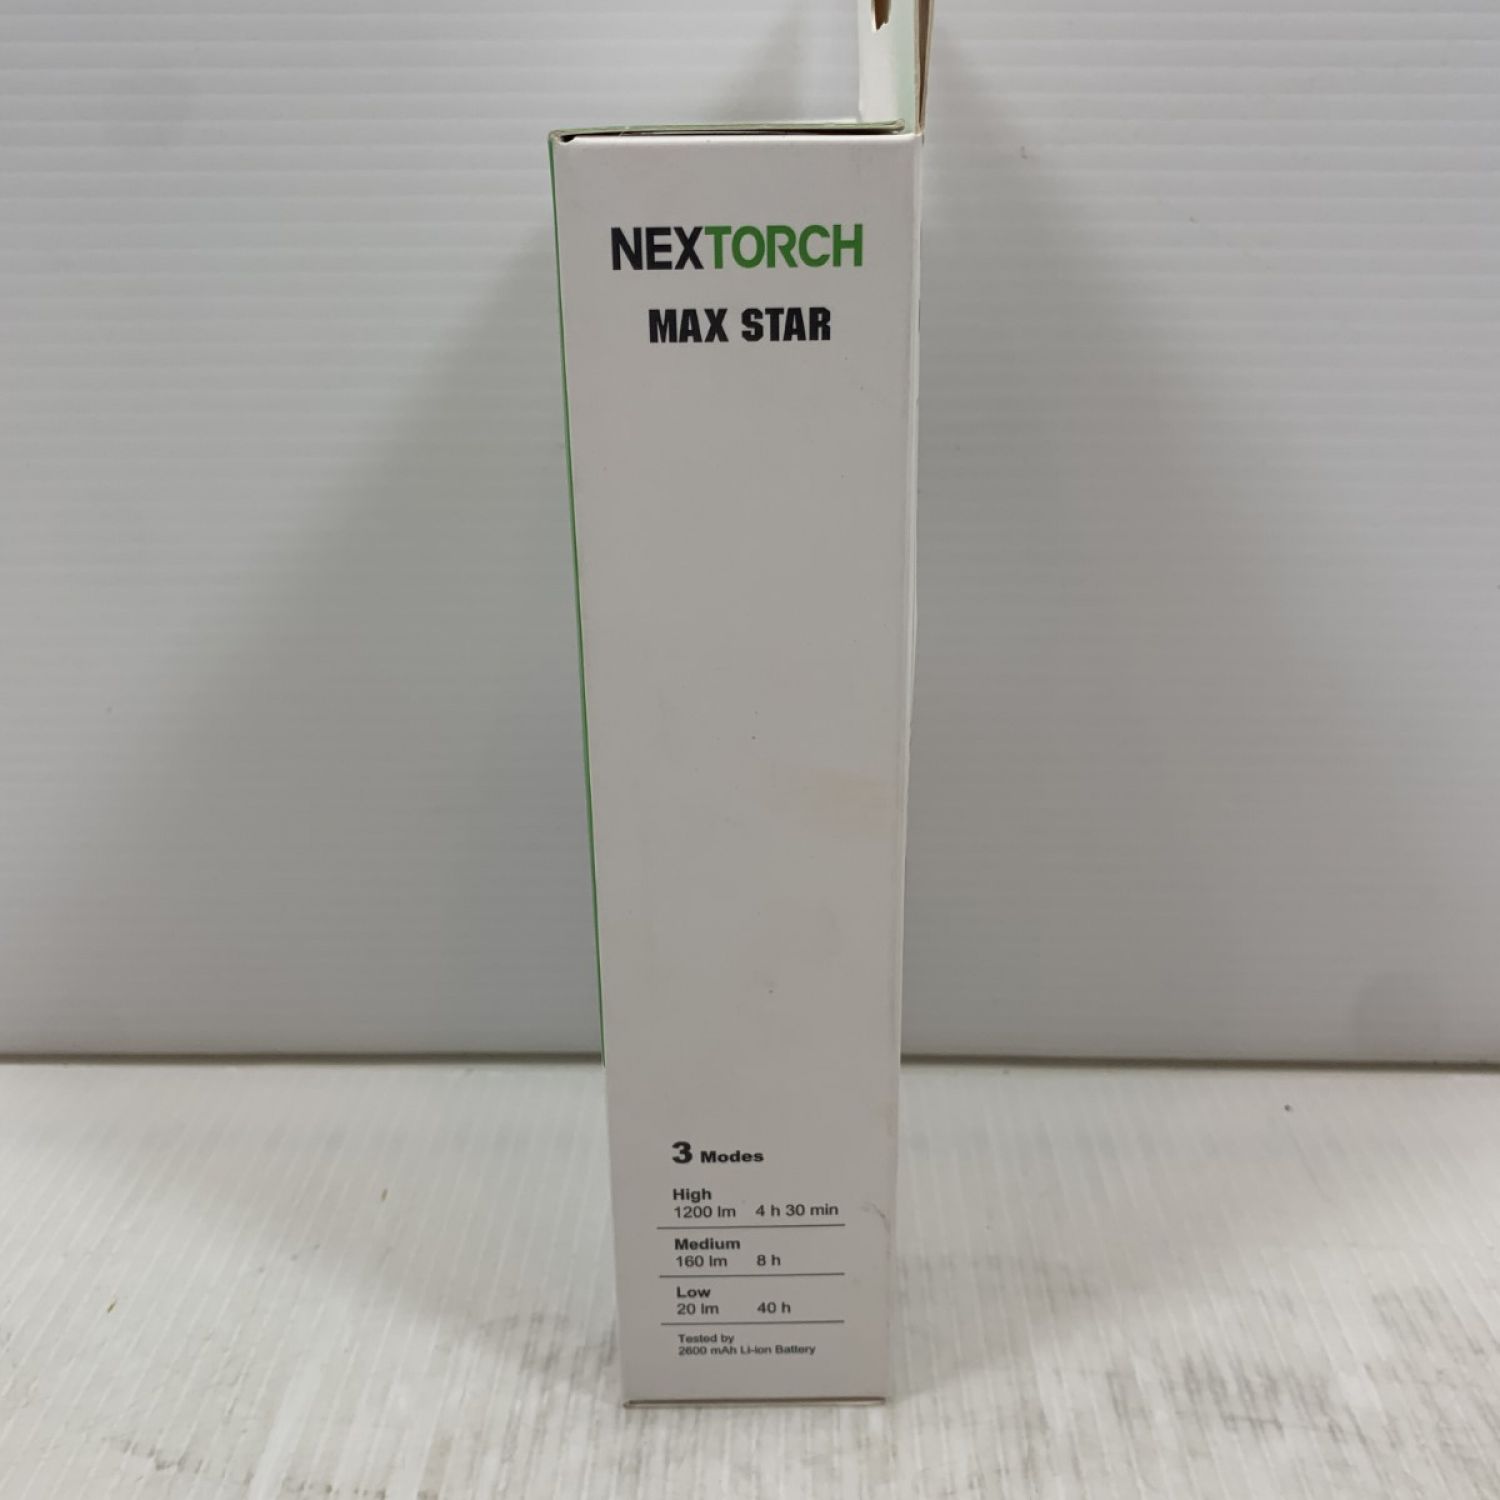 NEXTORCH
MAX STAR
3 Modes
High
1200 lm 4 h 30 min
Medium
160 lm 8 h
Low
20 lm 40 h
Tested by
2600 mAh Li-ion Battery